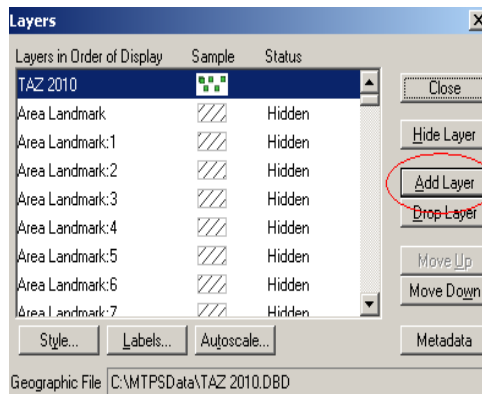 Layers
Layers in Order of Display Sample Status
TAZ 2010
Area Landmark Hidden
Area Landmark:1 Hidden
Area Landmark:2 Hidden
Area Landmark:3 Hidden
Area Landmark:4 Hidden
Area Landmark:5 Hidden
Area Landmark:6 Hidden
Area Landmark:7 Hidden
Close
Hide Layer
Add Layer
Drop Layer
Move Up
Move Down
Style... Labels... Autoscale... Metadata
Geographic File C:\MTPSData\TAZ 2010.DBD